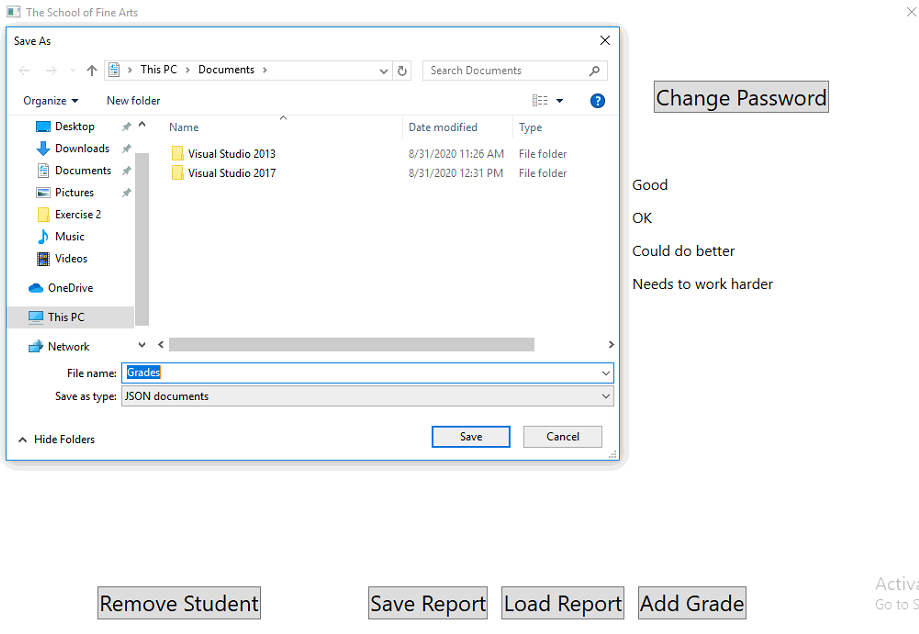 The School of Fine Arts
Save As
This PC > Documents >
Search Documents
Organize
New folder
?
Change Password
Desktop
Downloads
Documents
Pictures
Exercise 2
Music
Videos
OneDrive
This PC
Network
Name Date modified Type
Visual Studio 2013 8/31/2020 11:26 AM File folder
Visual Studio 2017 8/31/2020 12:31 PM File folder
Good
OK
Could do better
Needs to work harder
File name: Grades
Save as type: JSON documents
Hide Folders
Save
Cancel
Remove Student
Save Report
Load Report
Add Grade
Activa
Go to S